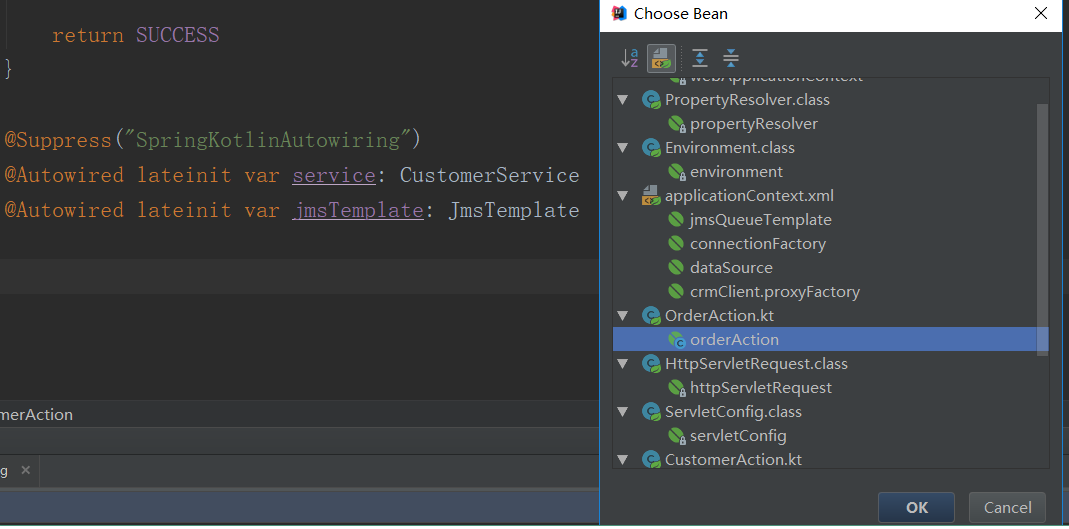 return SUCCESS
}
@Suppress("SpringKotlinAutowiring")
@Autowired lateinit var service: CustomerService
@Autowired lateinit var jmsTemplate: JmsTemplate
merAction
g ×
Choose Bean
webApplicationContext
PropertyResolver.class
propertyResolver
Environment.class
environment
applicationContext.xml
jmsQueueTemplate
connectionFactory
dataSource
crmClient.proxyFactory
OrderAction.kt
orderAction
HttpServletRequest.class
httpServletRequest
ServletConfig.class
servletConfig
CustomerAction.kt
OK
Cancel